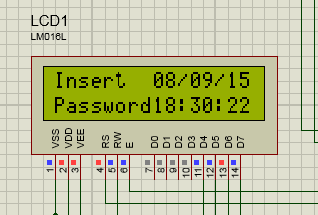 LCD1
LM016L
Insert 08/09/15
Password18:30:22
VSS VDD VEE RS RW E D0 D1 D2 D3 D4 D5 D6 D7
1 2 3 4 5 6 7 8 9 10 11 12 13 14